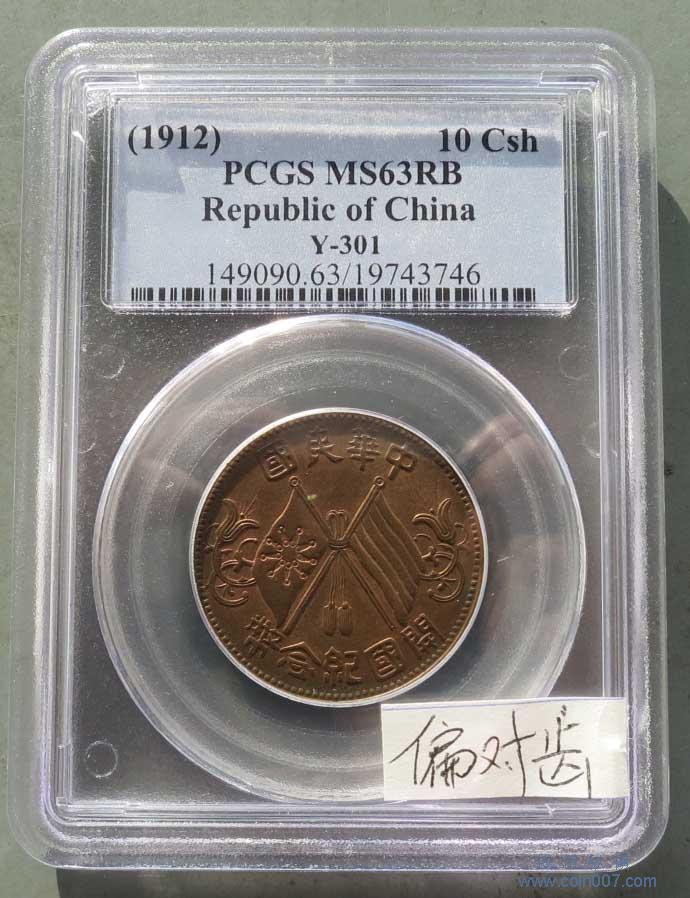 (1912) 10 Csh
PCGS MS63RB
Republic of China
Y-301
149090.63/19743746
中華民國
開國紀念幣
偏对齿
www.coin007.com